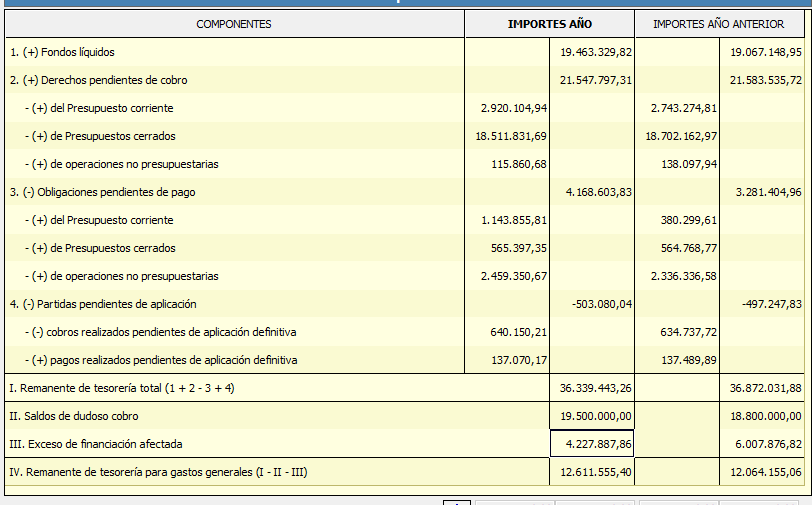 COMPONENTES IMPORTES AÑO IMPORTES AÑO ANTERIOR
1. (+) Fondos líquidos 19.463.329,82 19.067.148,95
2. (+) Derechos pendientes de cobro 21.547.797,31 21.583.535,72
- (+) del Presupuesto corriente 2.920.104,94 2.743.274,81
- (+) de Presupuestos cerrados 18.511.831,69 18.702.162,97
- (+) de operaciones no presupuestarias 115.860,68 138.097,94
3. (-) Obligaciones pendientes de pago 4.168.603,83 3.281.404,96
- (+) del Presupuesto corriente 1.143.855,81 380.299,61
- (+) de Presupuestos cerrados 565.397,35 564.768,77
- (+) de operaciones no presupuestarias 2.459.350,67 2.336.336,58
4. (-) Partidas pendientes de aplicación -503.080,04 -497.247,83
- (-) cobros realizados pendientes de aplicación definitiva 640.150,21 634.737,72
- (+) pagos realizados pendientes de aplicación definitiva 137.070,17 137.489,89
I. Remanente de tesorería total (1 + 2 - 3 + 4) 36.339.443,26 36.872.031,88
II. Saldos de dudoso cobro 19.500.000,00 18.800.000,00
III. Exceso de financiación afectada 4.227.887,86 6.007.876,82
IV. Remanente de tesorería para gastos generales (I - II - III) 12.611.555,40 12.064.155,06